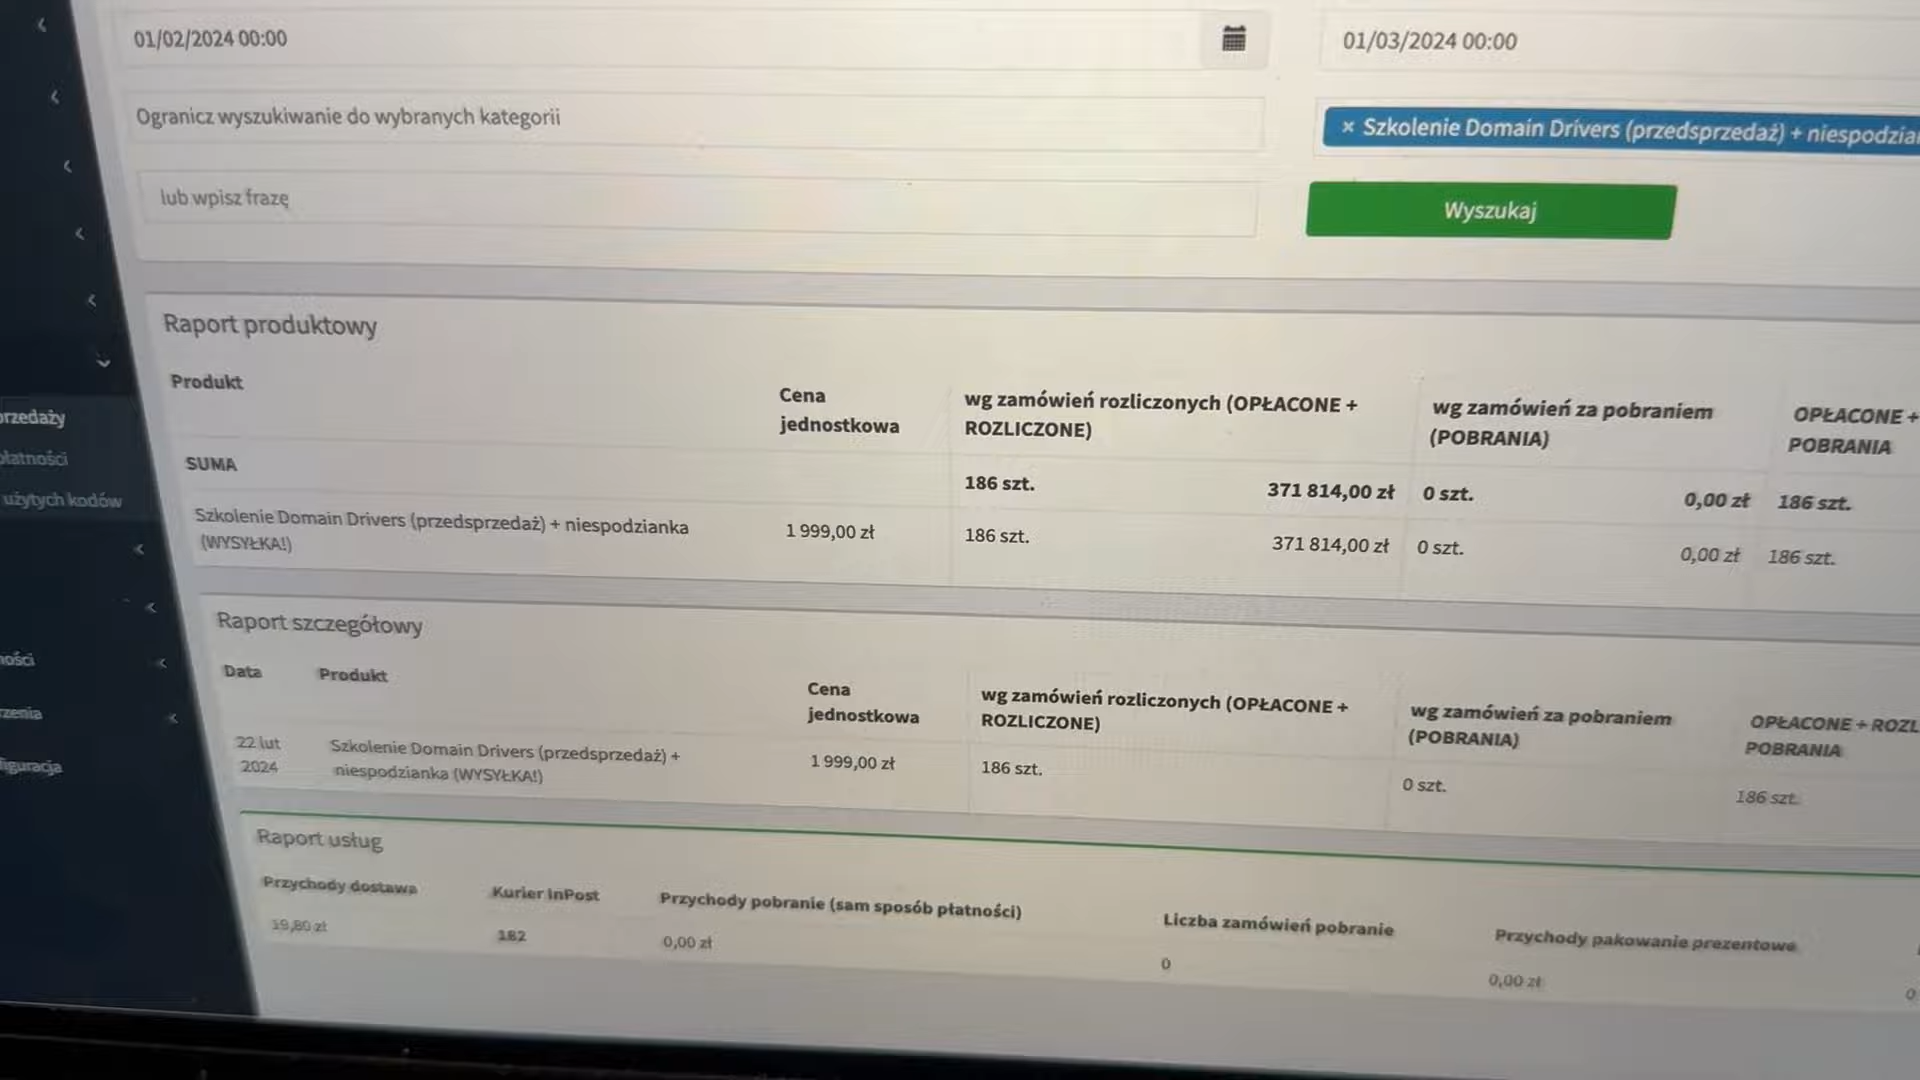 01/02/2024 00:00
01/03/2024 00:00
Ogranicz wyszukiwanie do wybranych kategorii
× Szkolenie Domain Drivers (przedsprzedaż) +
lub wpisz frazę
Wyszukaj
Raport produktowy
Produkt
Cena jednostkowa
wg zamówień rozliczonych (OPŁACONE + ROZLICZONE)
wg zamówień za pobraniem (POBRANIA)
OPŁACONE + POBRANIA
SUMA
186 szt.
371 814,00 zł
0 szt.
0,00 zł
186 szt.
Szkolenie Domain Drivers (przedsprzedaż) + niespodzianka
(WYSYŁKA!)
1 999,00 zł
186 szt.
371 814,00 zł
0 szt.
0,00 zł
186 szt.
Raport szczegółowy
Data
Produkt
Cena jednostkowa
wg zamówień rozliczonych (OPŁACONE + ROZLICZONE)
wg zamówień za pobraniem (POBRANIA)
OPŁACONE + POBRANIA
22 lut
2024
Szkolenie Domain Drivers (przedsprzedaż) +
niespodzianka (WYSYŁKA!)
1 999,00 zł
186 szt.
0 szt.
186 szt.
Raport usług
Przychody dostawa
Kurier InPost
Przychody pobranie (sam sposób płatności)
Liczba zamówień pobranie
Przychody pakowanie prezentowe
19,80 zł
182
0,00 zł
0
0,00 zł
0
użytych kodów